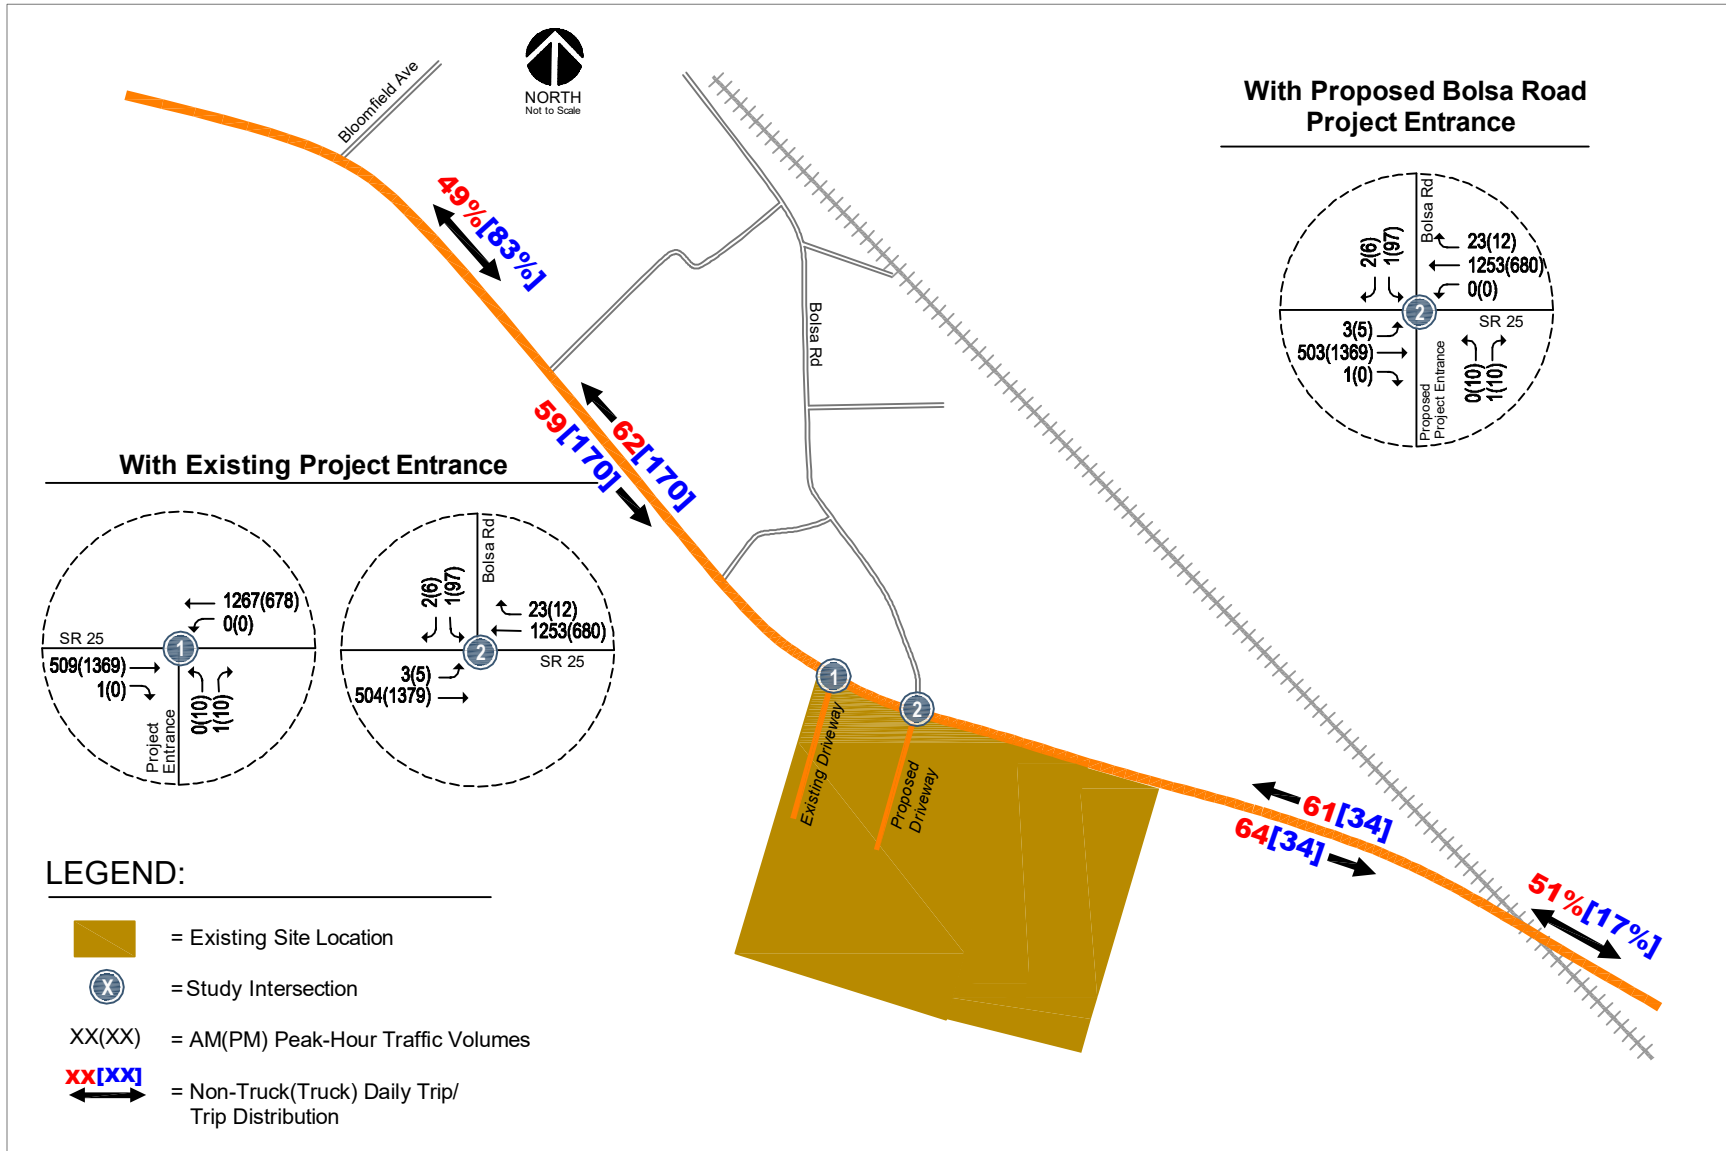 NORTH
Not to Scale
Bloomfield Ave
With Proposed Bolsa Road
Project Entrance
Bolsa Rd
2(6)
1(97)
23(12)
1253(680)
0(0)
2
SR 25
3(5)
503(1369)
1(0)
Proposed
Project Entrance
0(10)
1(10)
49%[83%]
Bolsa Rd
62[170]
59[170]
With Existing Project Entrance
1267(678)
0(0)
SR 25
1
509(1369)
1(0)
Project
Entrance
0(10)
1(10)
Bolsa Rd
2(6)
1(97)
23(12)
1253(680)
2
SR 25
3(5)
504(1379)
1
2
Existing Driveway
Proposed
Driveway
61[34]
64[34]
51%[17%]
LEGEND:
= Existing Site Location
X
= Study Intersection
XX(XX)
= AM(PM) Peak-Hour Traffic Volumes
XX[XX]
= Non-Truck(Truck) Daily Trip/
Trip Distribution